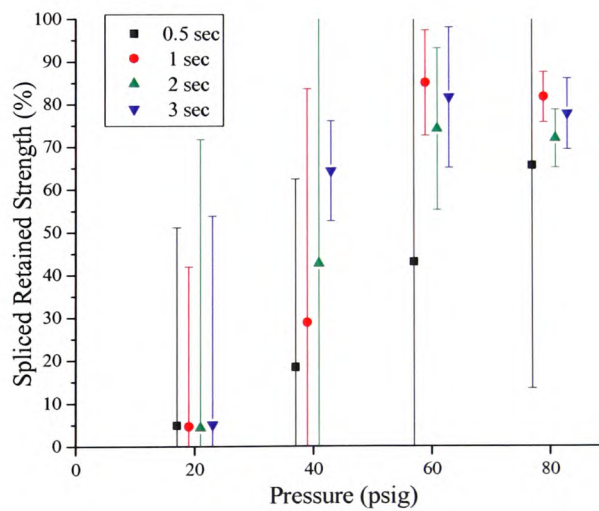 100
90
80
70
60
50
40
30
20
10
0
Spliced Retained Strength (%)
0.5 sec
1 sec
2 sec
3 sec
0 20 40 60 80
Pressure (psig)